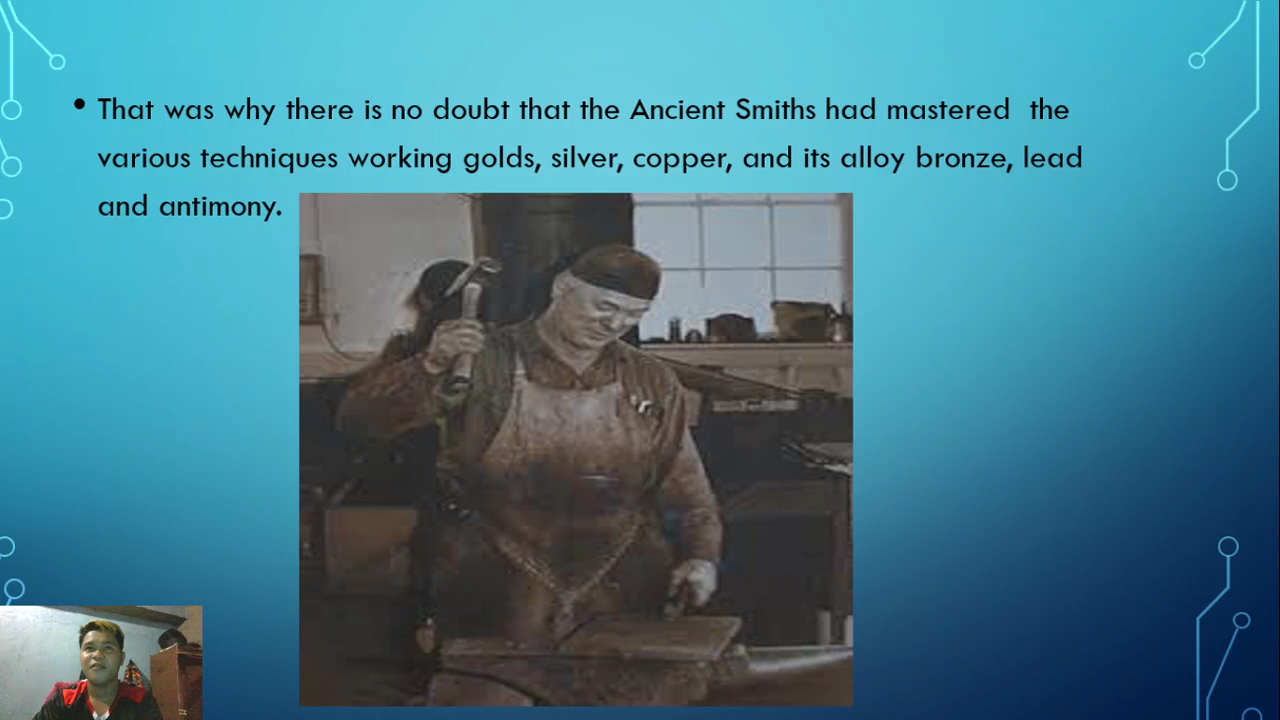 • That was why there is no doubt that the Ancient Smiths had mastered  the
various techniques working golds, silver, copper, and its alloy bronze, lead
and antimony.